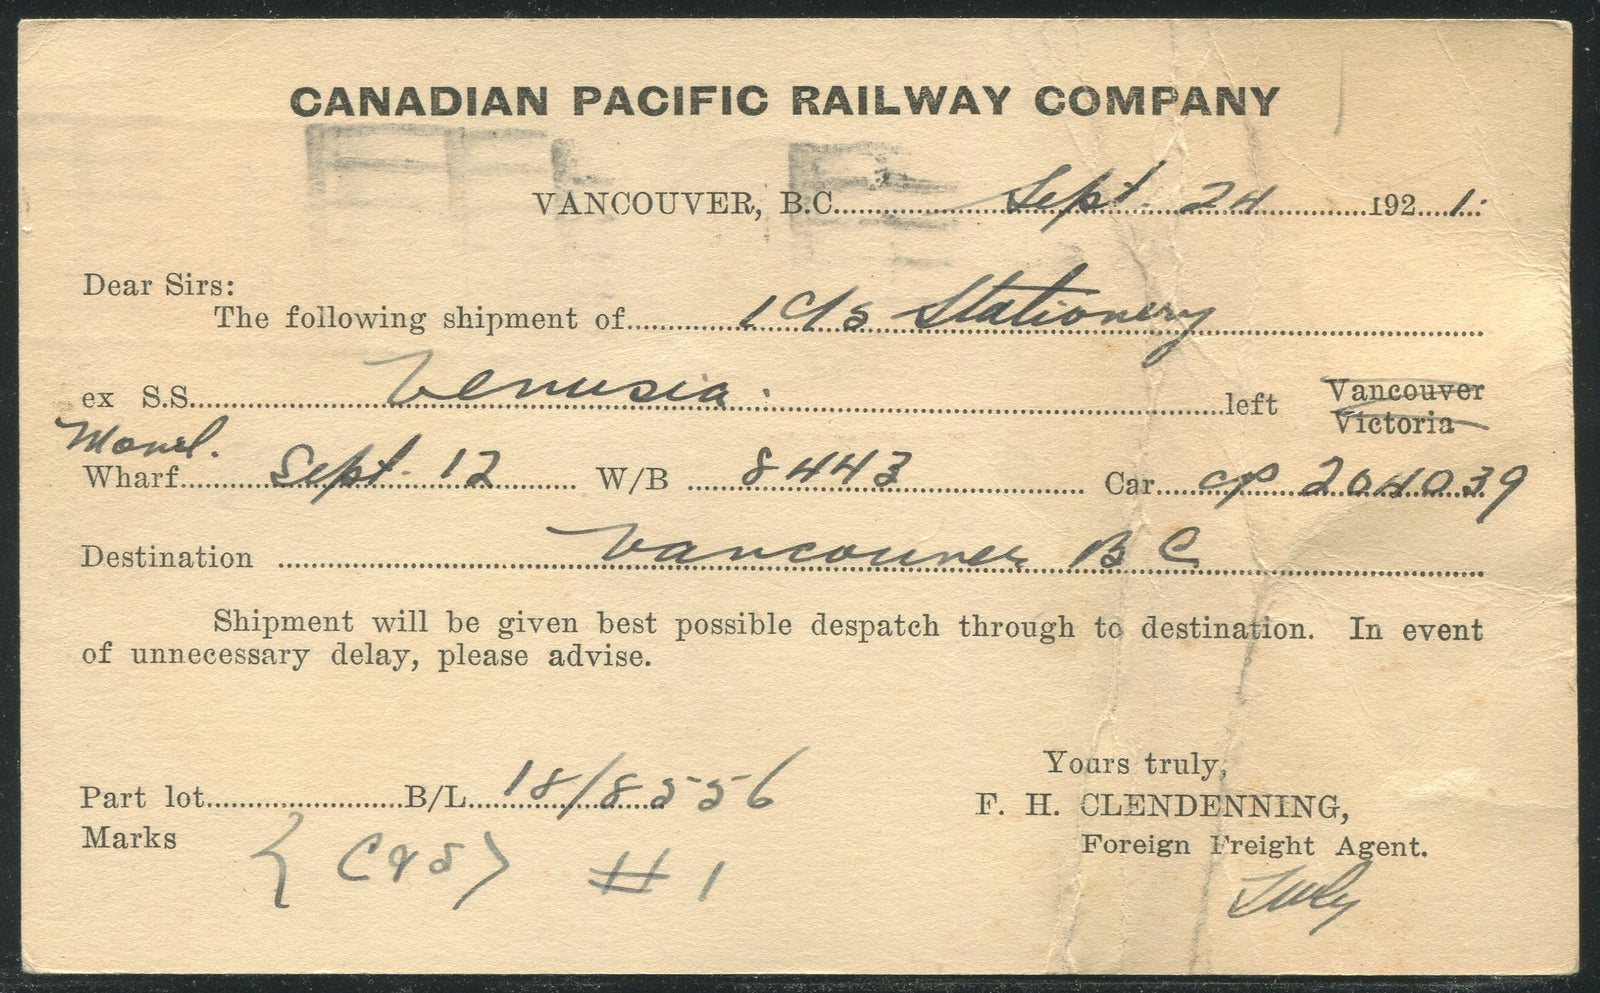 CANADIAN PACIFIC RAILWAY COMPANY
VANCOUVER, B.C. Sept. 24 1921.
Dear Sirs:
The following shipment of 1 C/s Stationery
ex S.S. Venusia. left Vancouver
Victoria
Wharf Sept. 12 W/B 8443 Car CP 204039
Destination Vancouver B C
Shipment will be given best possible despatch through to destination. In event
of unnecessary delay, please advise.
Yours truly,
Part lot B/L 18/8556
F. H. CLENDENNING,
Marks
Foreign Freight Agent.
#1